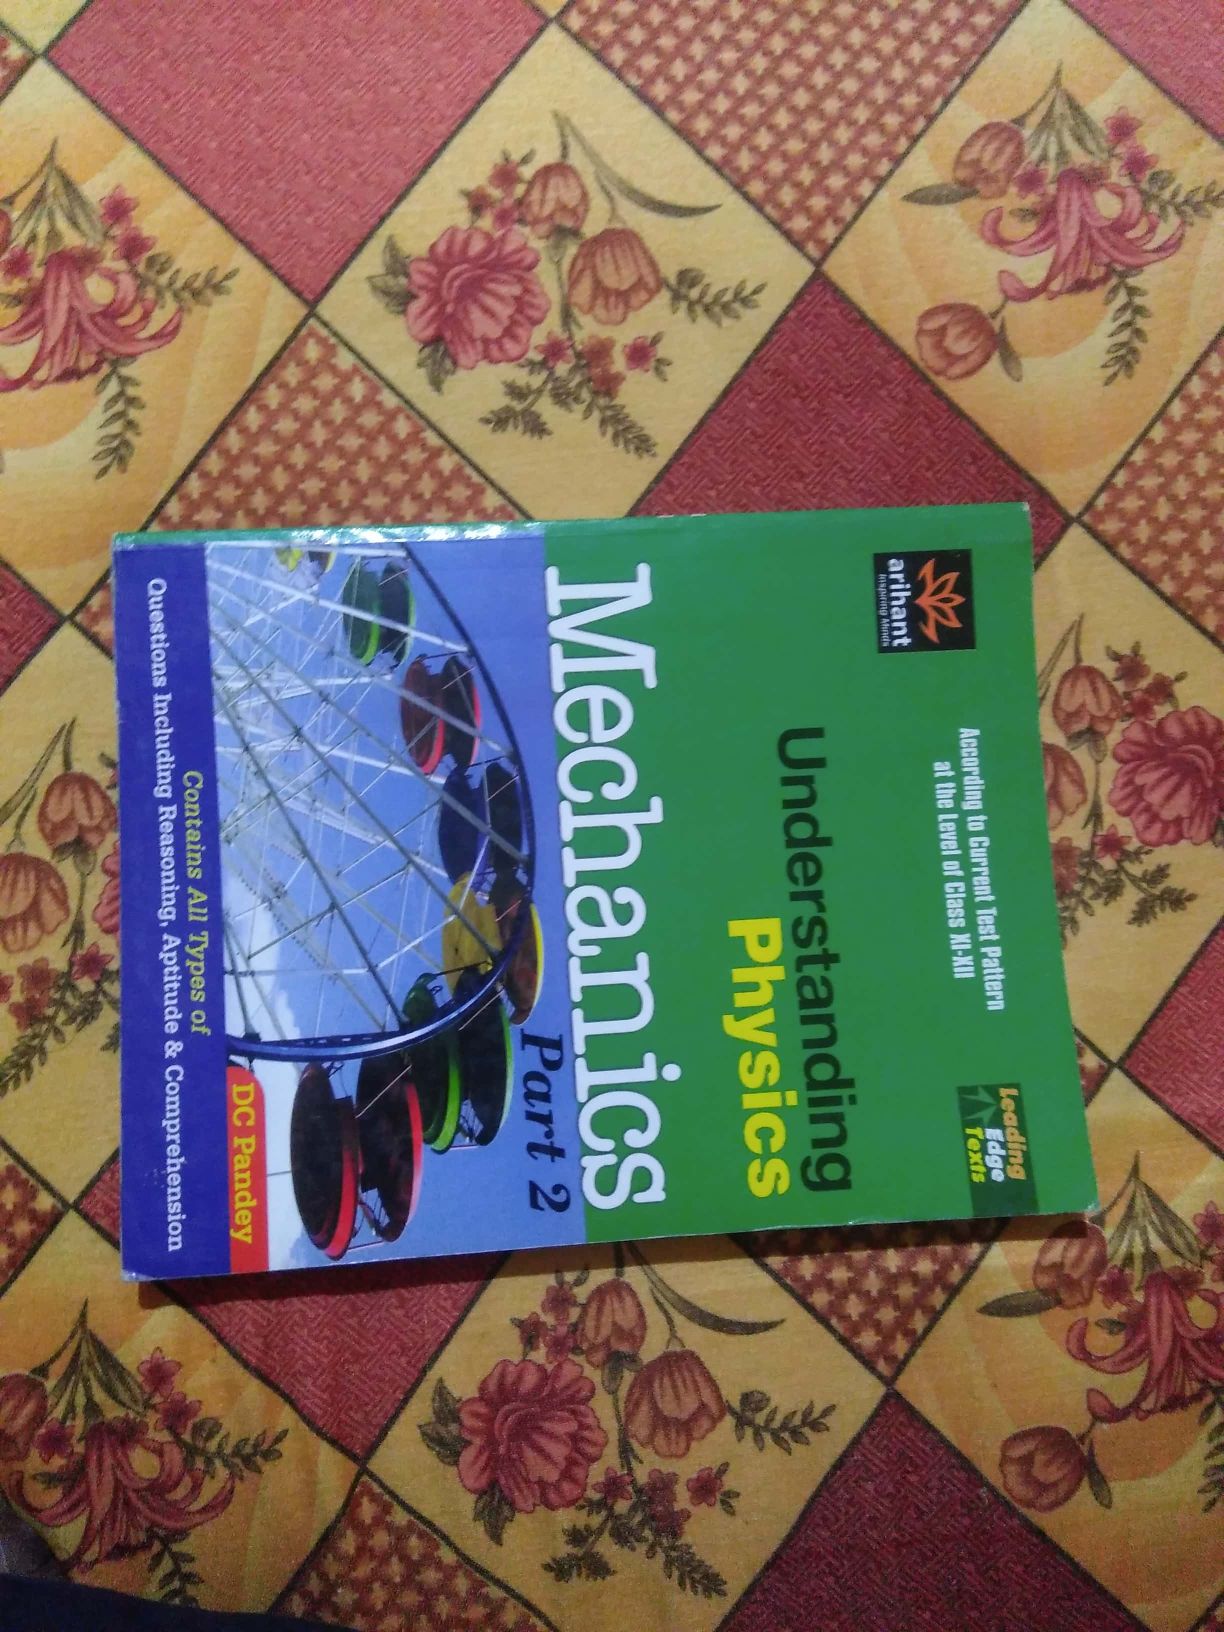 arihant
Inspiring Minds
According to Current Test Pattern
at the Level of Class XI-XII
Leading
Edge
Texts
Understanding
Physics
Mechanics
Part 2
DC Pandey
Contains All Types of
Questions Including Reasoning, Aptitude & Comprehension